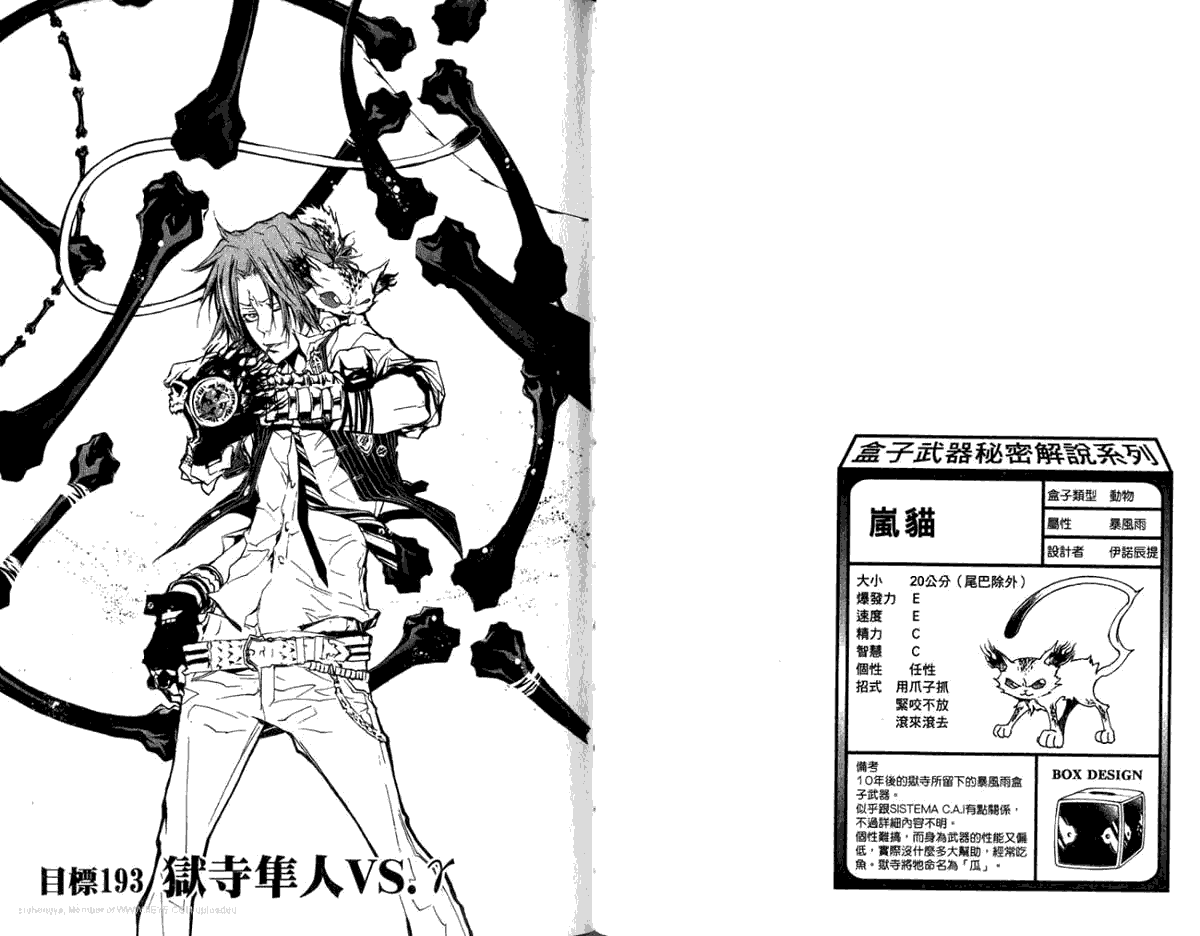 目標193 獄寺隼人VS.γ
盒子武器秘密解說系列
嵐貓
盒子類型 動物
屬性 暴風雨
設計者 伊諾辰提
大小 20公分（尾巴除外）
爆發力 E
速度 E
精力 C
智慧 C
個性 任性
招式 用爪子抓
緊咬不放
滾來滾去
備考
10年後的獄寺所留下的暴風雨盒
子武器。
似乎跟SISTEMA C.A.I有點關係，
不過詳細內容不明。
個性難搞，而身為武器的性能又偏
低，實際沒什麼多大幫助，經常吃
魚。獄寺將牠命名為「瓜」。
BOX DESIGN